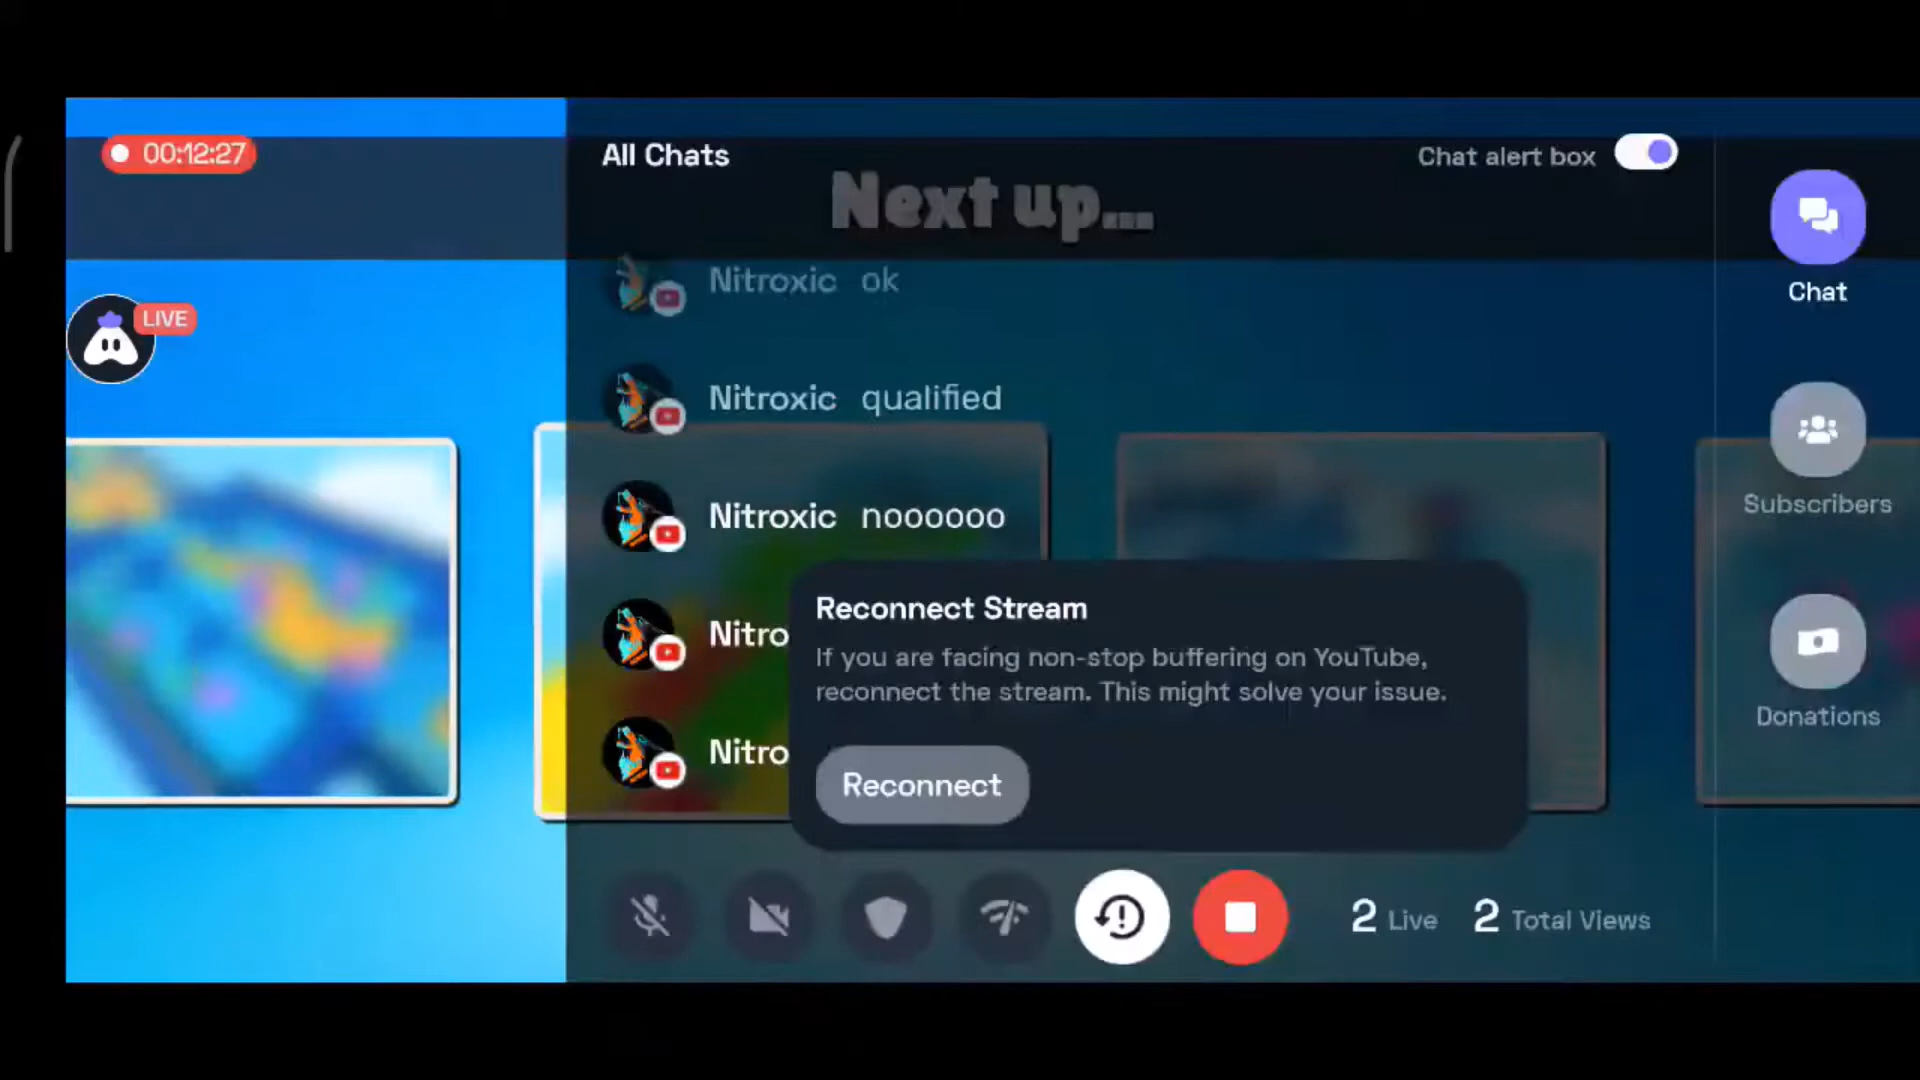 00:12:27
All Chats
Chat alert box
Next up...
Chat
LIVE
Nitroxic ok
Nitroxic qualified
Nitroxic noooooo
Nitro
Nitro
Reconnect Stream
If you are facing non-stop buffering on YouTube,
reconnect the stream. This might solve your issue.
Reconnect
Subscribers
Donations
2 Live 2 Total Views